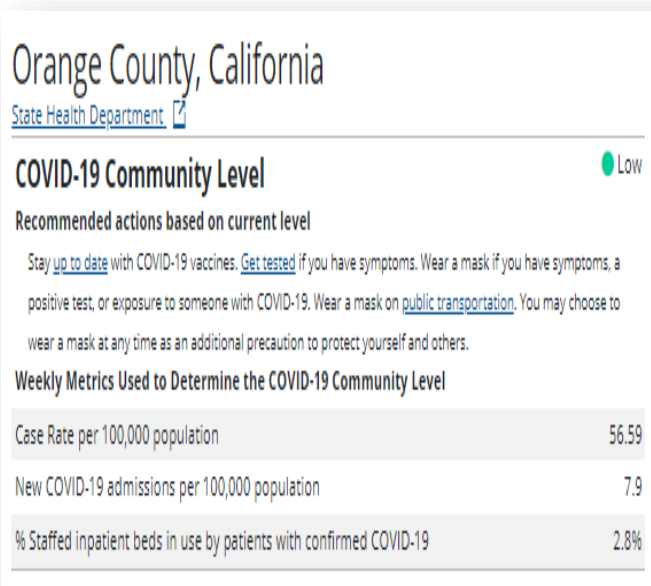 Orange County, California
State Health Department
COVID-19 Community Level
Low
Recommended actions based on current level
Stay up to date with COVID-19 vaccines. Get tested if you have symptoms. Wear a mask if you have symptoms, a
positive test, or exposure to someone with COVID-19. Wear a mask on public transportation. You may choose to
wear a mask at any time as an additional precaution to protect yourself and others.
Weekly Metrics Used to Determine the COVID-19 Community Level
Case Rate per 100,000 population 56.59
New COVID-19 admissions per 100,000 population 7.9
% Staffed inpatient beds in use by patients with confirmed COVID-19 2.8%